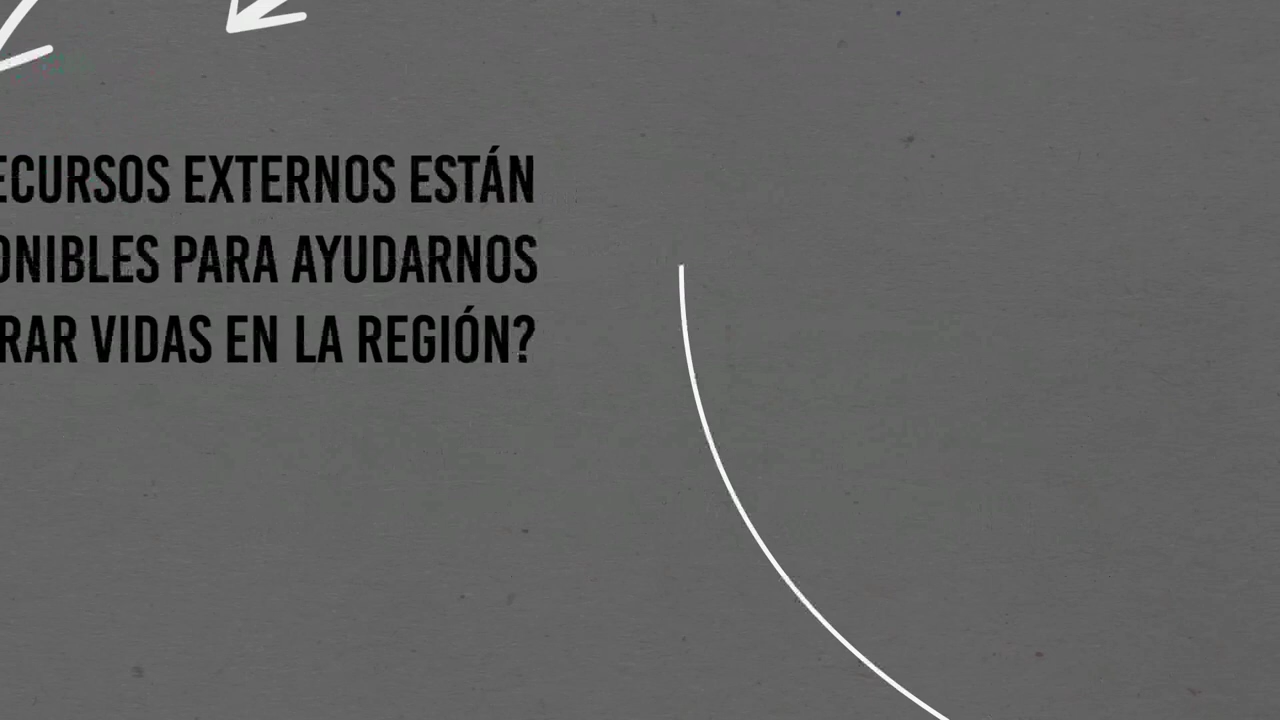 ECURSOS EXTERNOS ESTÁN
ONIBLES PARA AYUDARNOS
RAR VIDAS EN LA REGIÓN?